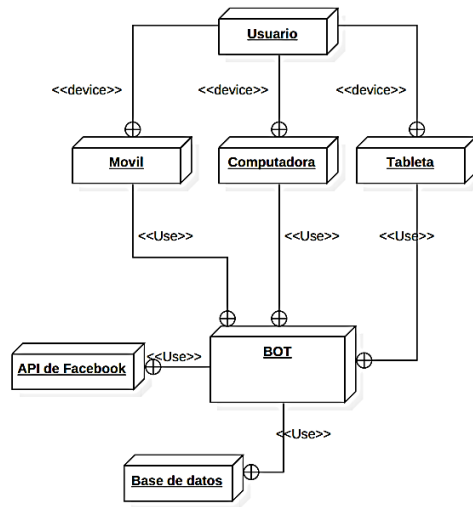 Usuario
<<device>> <<device>> <<device>>
Movil Computadora Tableta
<<Use>> <<Use>> <<Use>>
BOT
<<Use>>
API de Facebook
<<Use>>
Base de datos